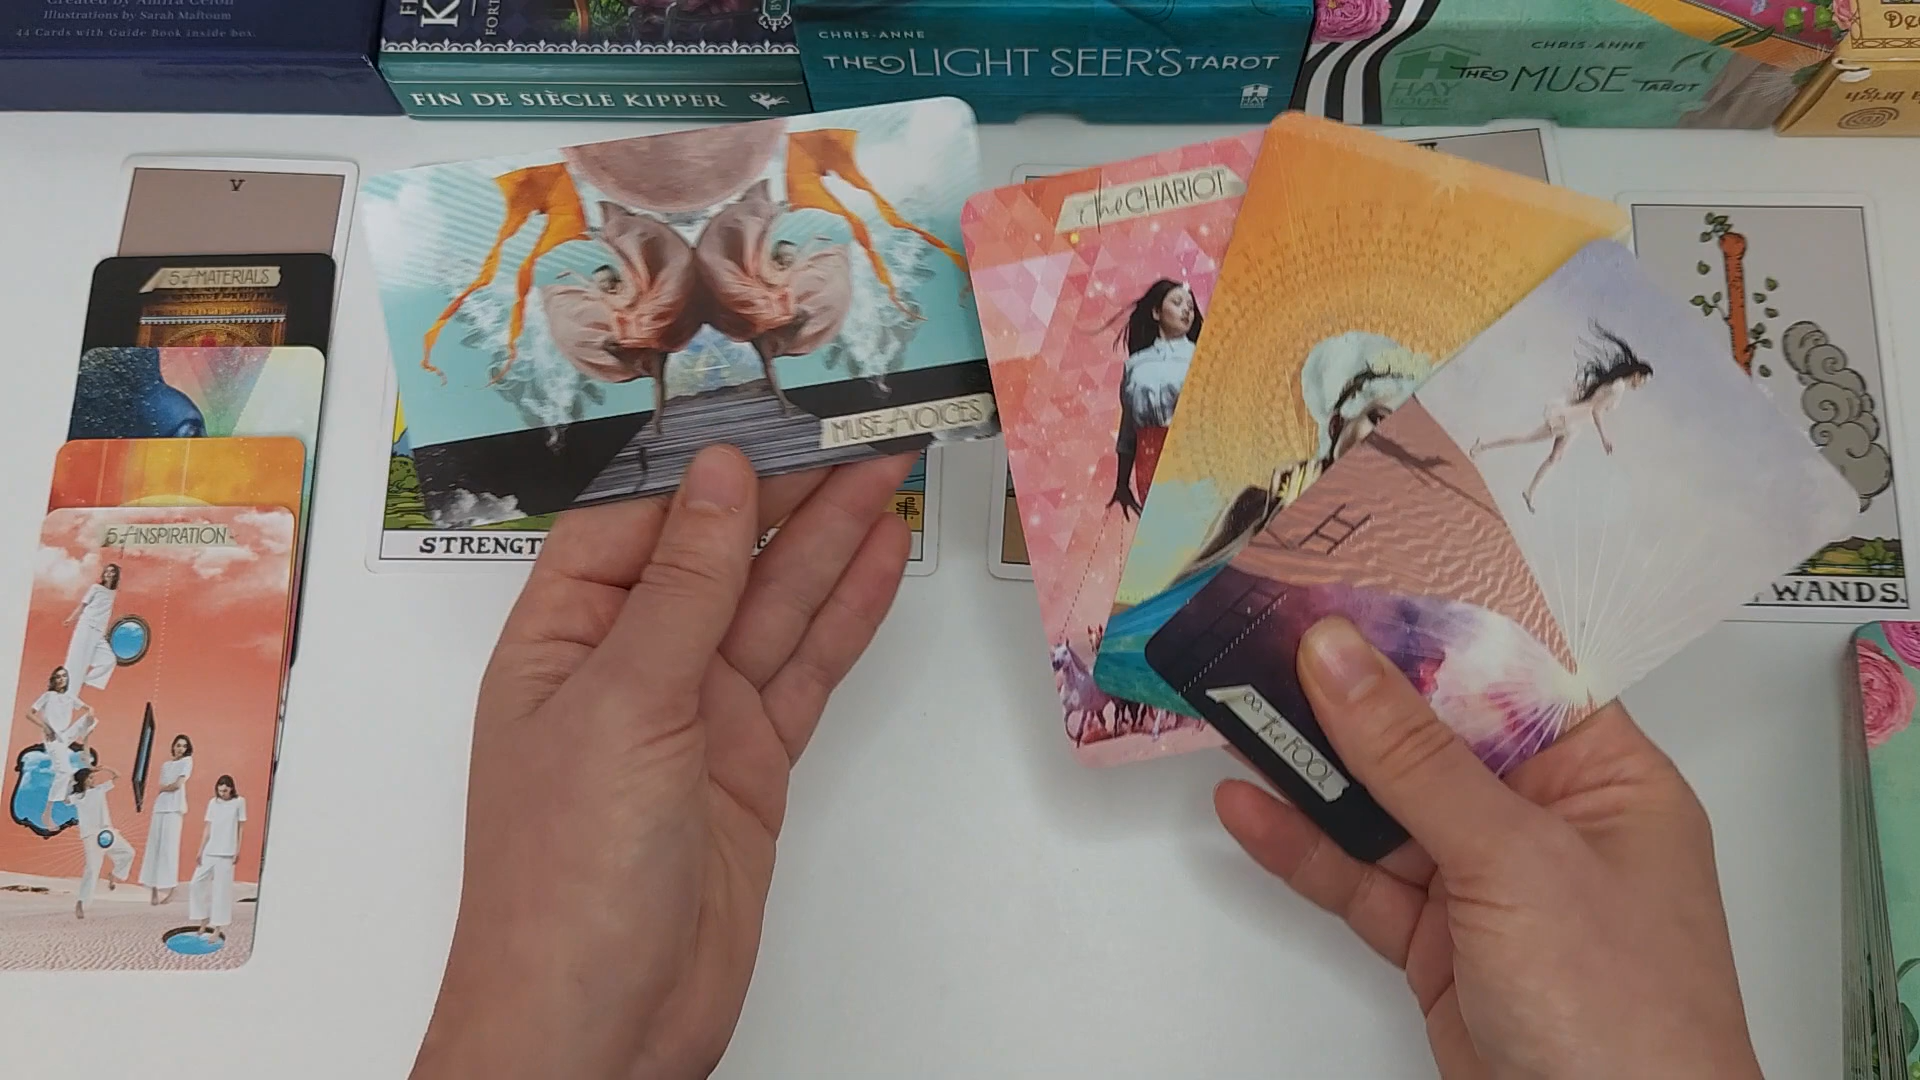 Created by Amira Celon
Illustrations by Sarah Maftoum
44 Cards with Guide Book inside box.
FIN DE SIÈCLE KIPPER
CHRIS-ANNE
THE LIGHT SEER'S TAROT
HAY
HOUSE
CHRIS-ANNE
THE MUSE TAROT
HAY
HOUSE
V
5 of MATERIALS
5 of INSPIRATION
MUSE of VOICES
STRENGT
The CHARIOT
The FOOL
WANDS.